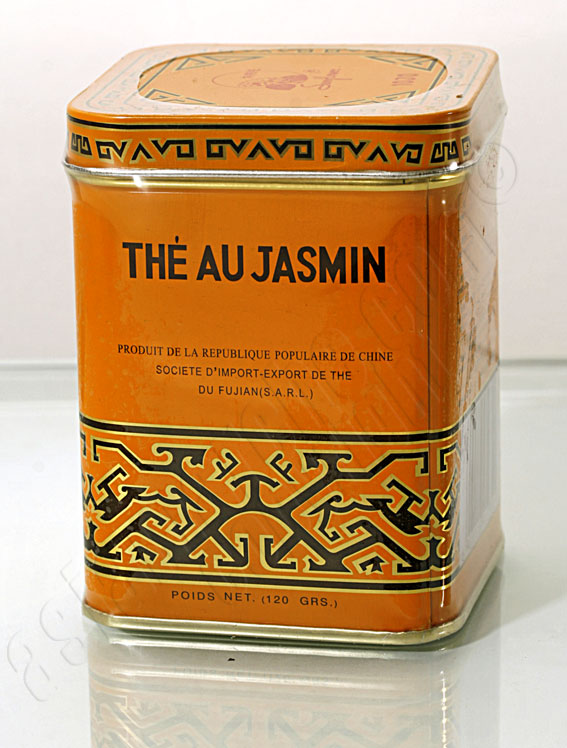 THÉ AU JASMIN
PRODUIT DE LA REPUBLIQUE POPULAIRE DE CHINE
SOCIETE D'IMPORT-EXPORT DE THE
DU FUJIAN(S.A.R.L.)
POIDS NET. (120 GRS.)